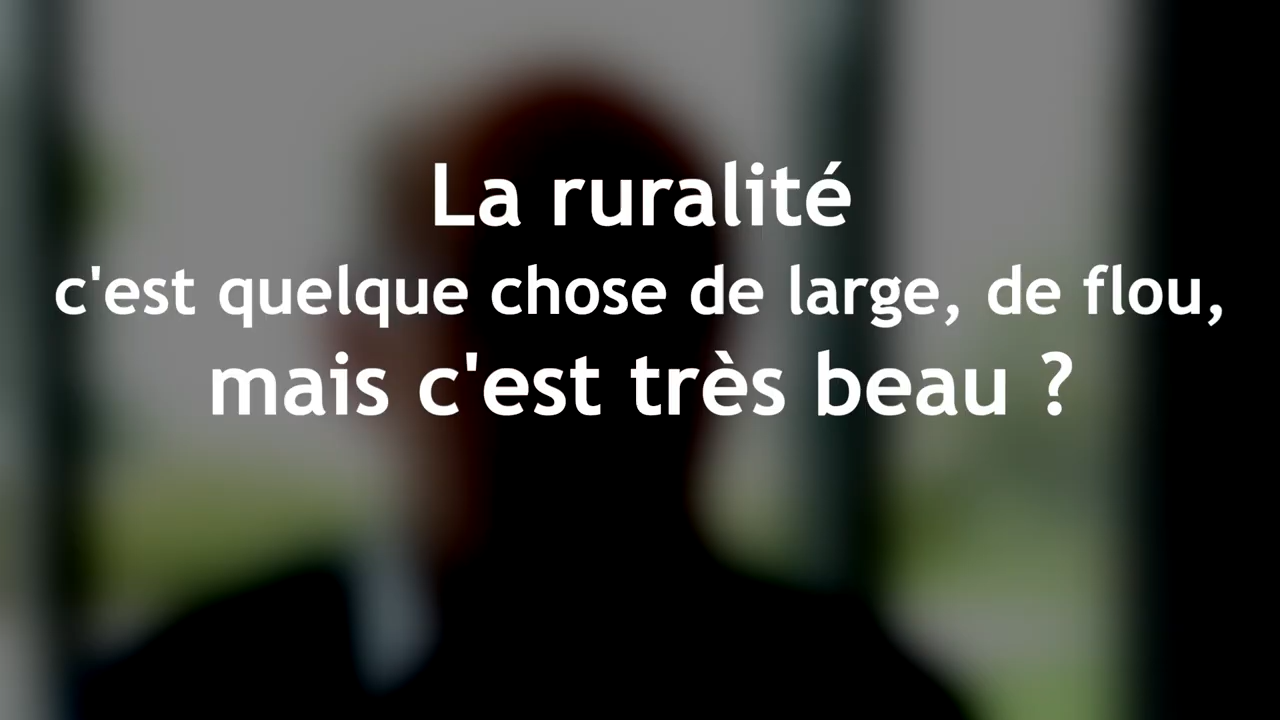 La ruralité
c'est quelque chose de large, de flou,
mais c'est très beau ?